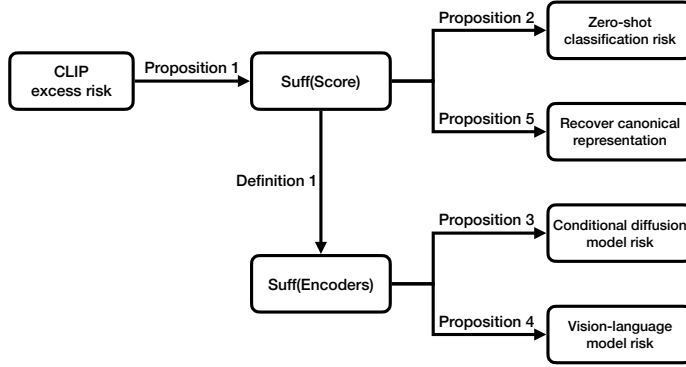 Proposition 2
Zero-shot
classification risk
CLIP
excess risk
Proposition 1
Suff(Score)
Proposition 5
Recover canonical
representation
Definition 1
Proposition 3
Conditional diffusion
model risk
Suff(Encoders)
Proposition 4
Vision-language
model risk